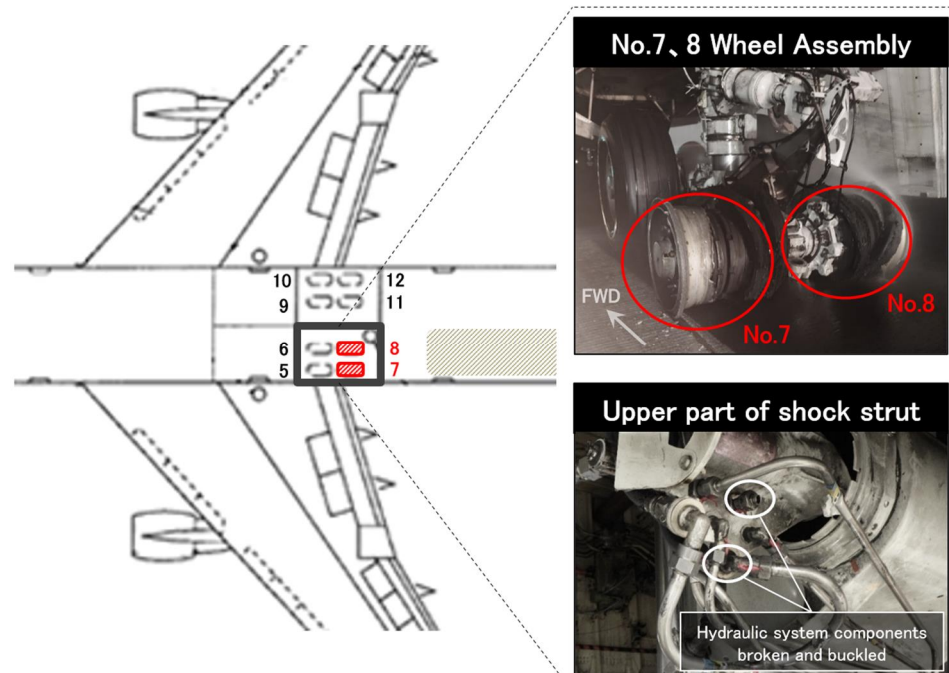 No.7、8 Wheel Assembly
FWD
No.7
No.8
10
12
9
11
6
8
5
7
Upper part of shock strut
Hydraulic system components
broken and buckled